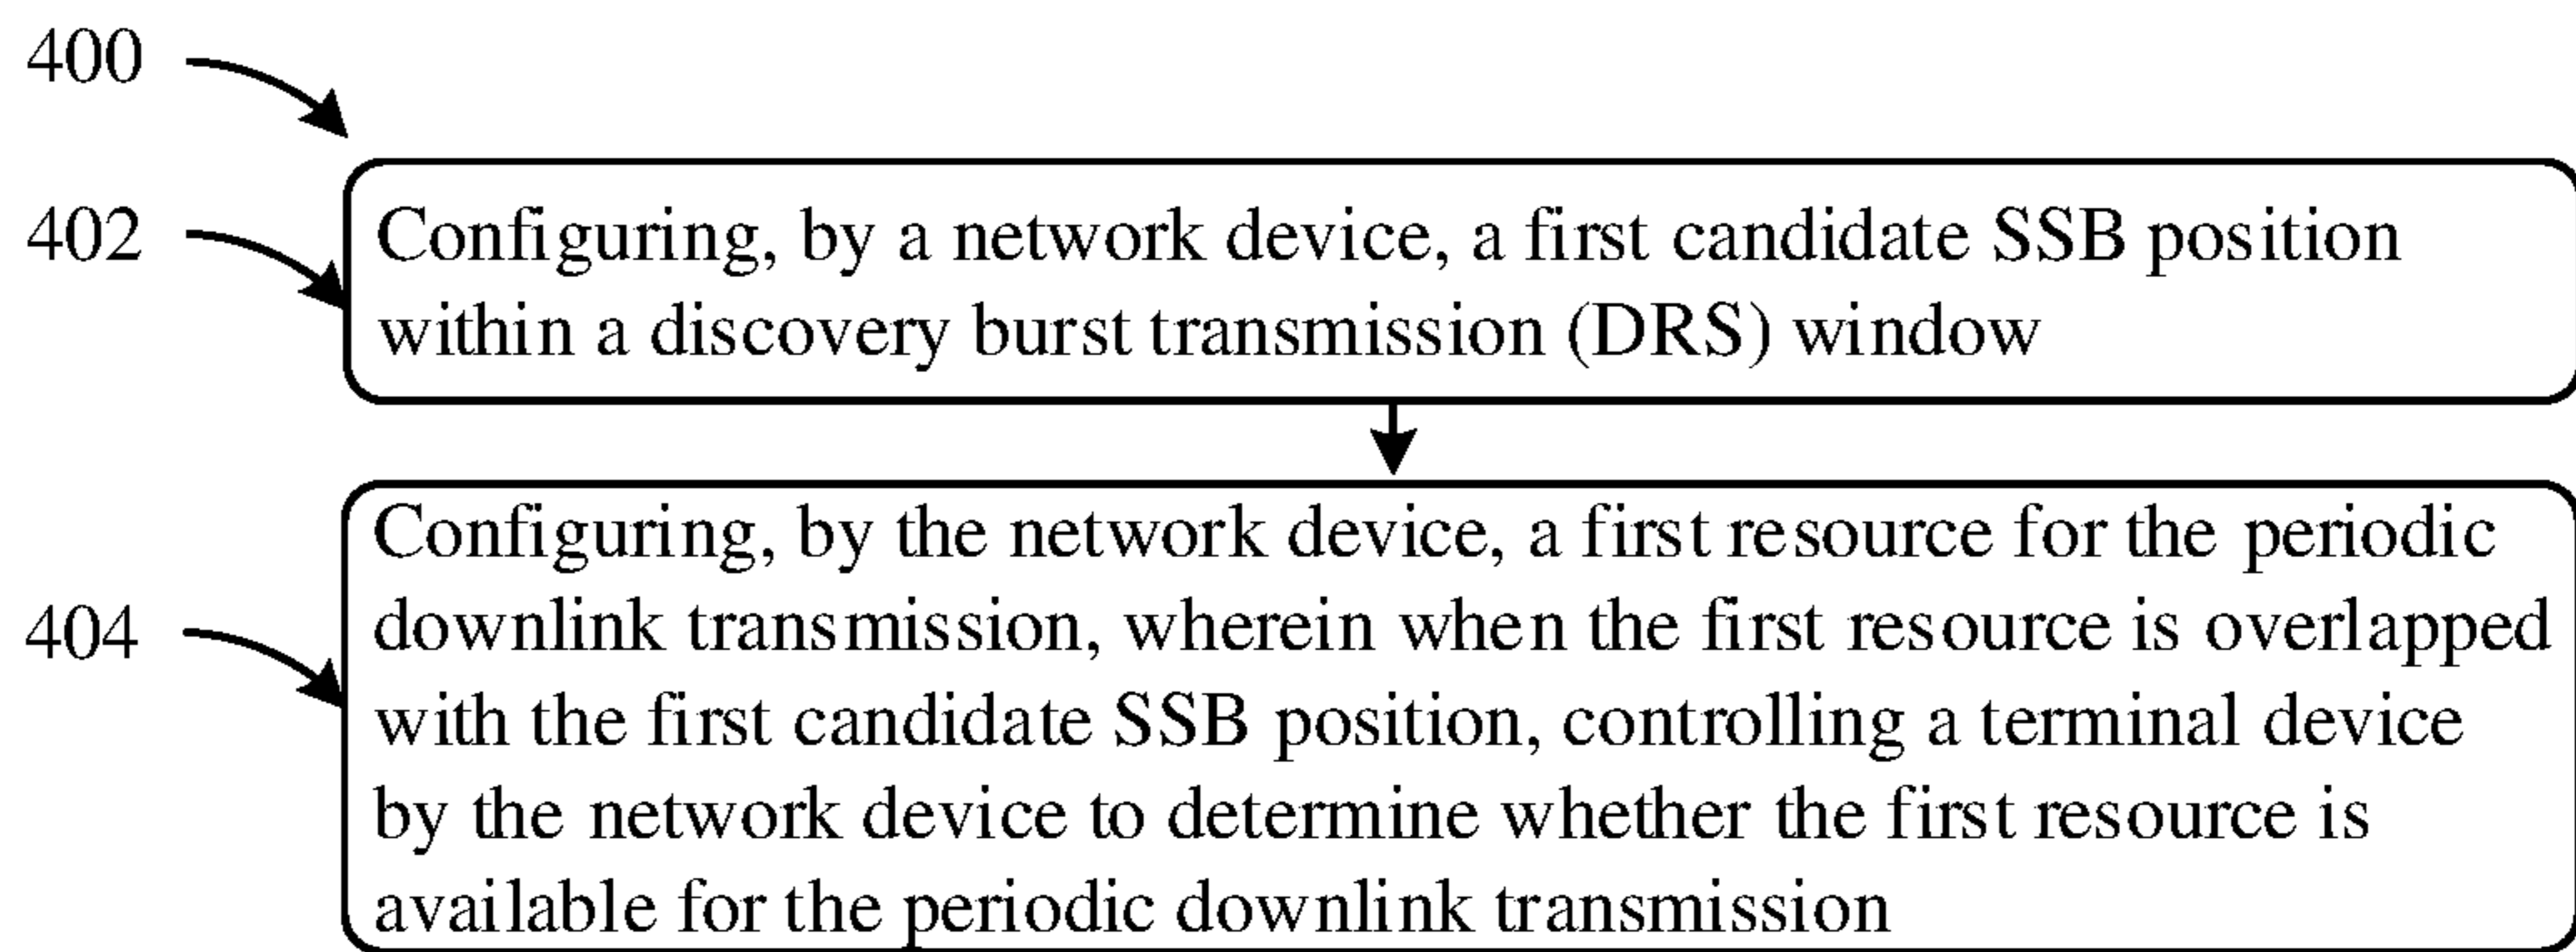 400
402
Configuring, by a network device, a first candidate SSB position
within a discovery burst transmission (DRS) window
404
Configuring, by the network device, a first resource for the periodic
downlink transmission, wherein when the first resource is overlapped
with the first candidate SSB position, controlling a terminal device
by the network device to determine whether the first resource is
available for the periodic downlink transmission